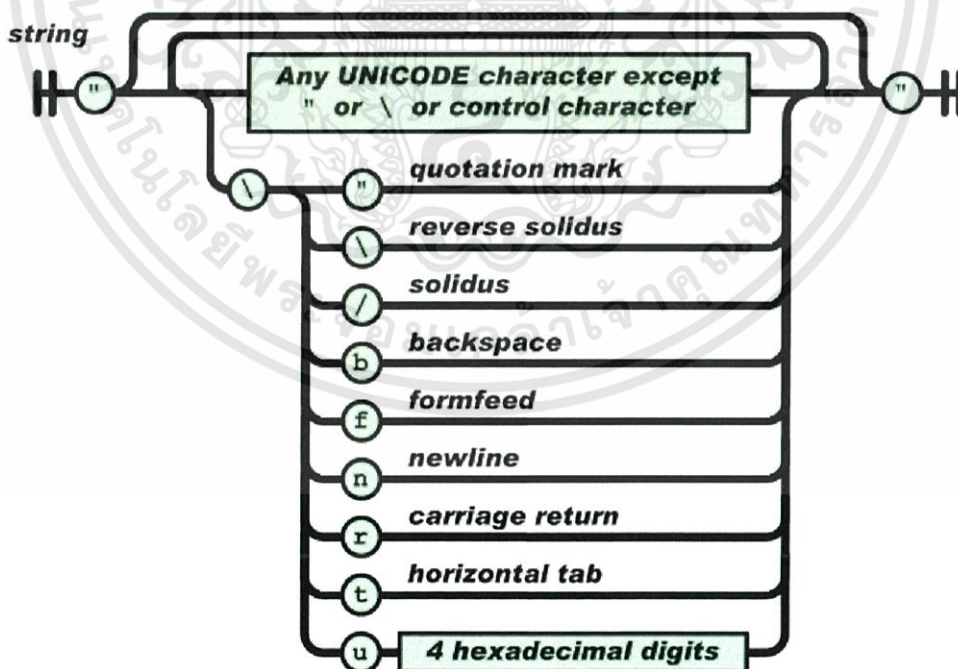 string
"
Any UNICODE character except
" or \ or control character
"
\
" quotation mark
\ reverse solidus
/ solidus
b backspace
f formfeed
n newline
r carriage return
t horizontal tab
u 4 hexadecimal digits